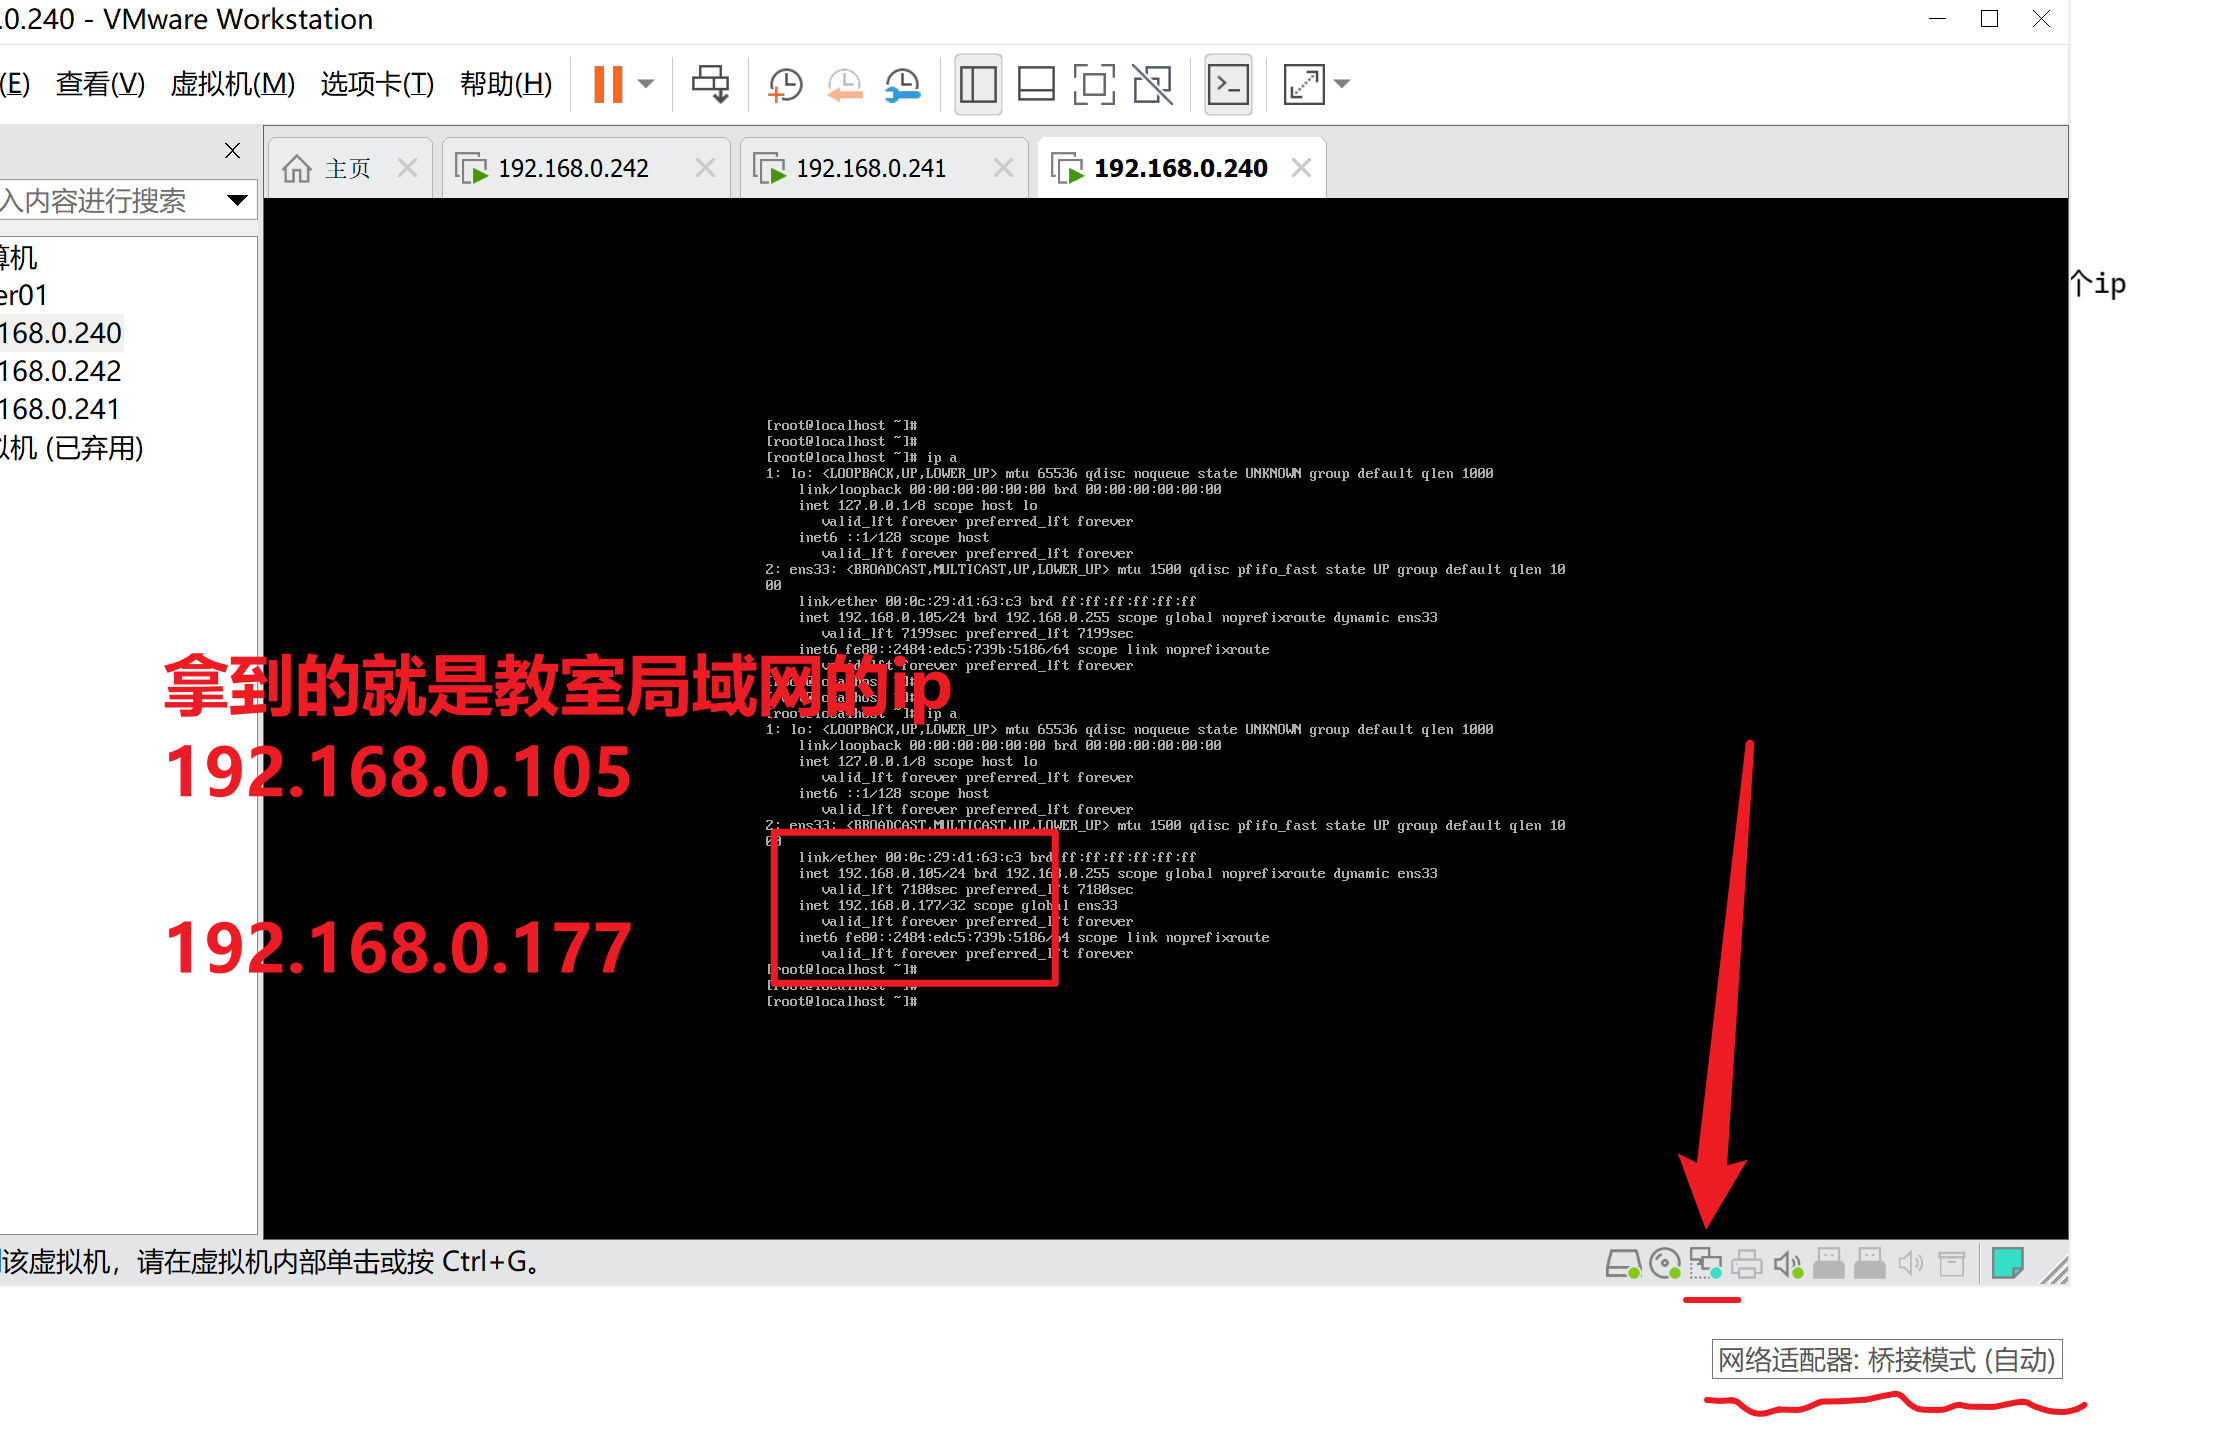 .0.240 - VMware Workstation
(E) 查看(V) 虚拟机(M) 选项卡(T) 帮助(H)
主页
192.168.0.242
192.168.0.241
192.168.0.240
入内容进行搜索
算机
er01
168.0.240
168.0.242
168.0.241
以机 (已弃用)
个ip
[root@localhost ~]#
[root@localhost ~]#
[root@localhost ~]# ip a
1: lo: <LOOPBACK,UP,LOWER_UP> mtu 65536 qdisc noqueue state UNKNOWN group default qlen 1000
link/loopback 00:00:00:00:00:00 brd 00:00:00:00:00:00
inet 127.0.0.1/8 scope host lo
valid_lft forever preferred_lft forever
inet6 ::1/128 scope host
valid_lft forever preferred_lft forever
2: ens33: <BROADCAST,MULTICAST,UP,LOWER_UP> mtu 1500 qdisc pfifo_fast state UP group default qlen 10
00
link/ether 00:0c:29:d1:63:c3 brd ff:ff:ff:ff:ff:ff
inet 192.168.0.105/24 brd 192.168.0.255 scope global noprefixroute dynamic ens33
valid_lft 7199sec preferred_lft 7199sec
inet6 fe80::2484:edc5:739b:5186/64 scope link noprefixroute
valid_lft forever preferred_lft forever
拿到的就是教室局域网的ip
[root@localhost ~]# ip a
1: lo: <LOOPBACK,UP,LOWER_UP> mtu 65536 qdisc noqueue state UNKNOWN group default qlen 1000
link/loopback 00:00:00:00:00:00 brd 00:00:00:00:00:00
inet 127.0.0.1/8 scope host lo
192.168.0.105
valid_lft forever preferred_lft forever
inet6 ::1/128 scope host
valid_lft forever preferred_lft forever
2: ens33: <BROADCAST,MULTICAST,UP,LOWER_UP> mtu 1500 qdisc pfifo_fast state UP group default qlen 10
00
link/ether 00:0c:29:d1:63:c3 brd ff:ff:ff:ff:ff:ff
inet 192.168.0.105/24 brd 192.168.0.255 scope global noprefixroute dynamic ens33
valid_lft 7180sec preferred_lft 7180sec
inet 192.168.0.177/32 scope global ens33
valid_lft forever preferred_lft forever
inet6 fe80::2484:edc5:739b:5186/64 scope link noprefixroute
valid_lft forever preferred_lft forever
192.168.0.177
[root@localhost ~]#
[root@localhost ~]#
[root@localhost ~]#
该虚拟机，请在虚拟机内部单击或按 Ctrl+G。
网络适配器: 桥接模式 (自动)